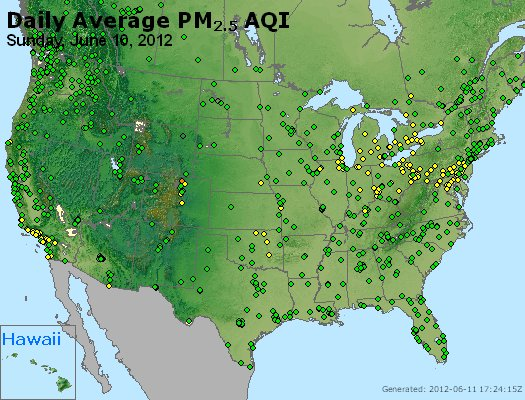 Daily Average PM2.5 AQI
Sunday, June 10, 2012
Hawaii
Generated: 2012-06-11 17:24:15Z